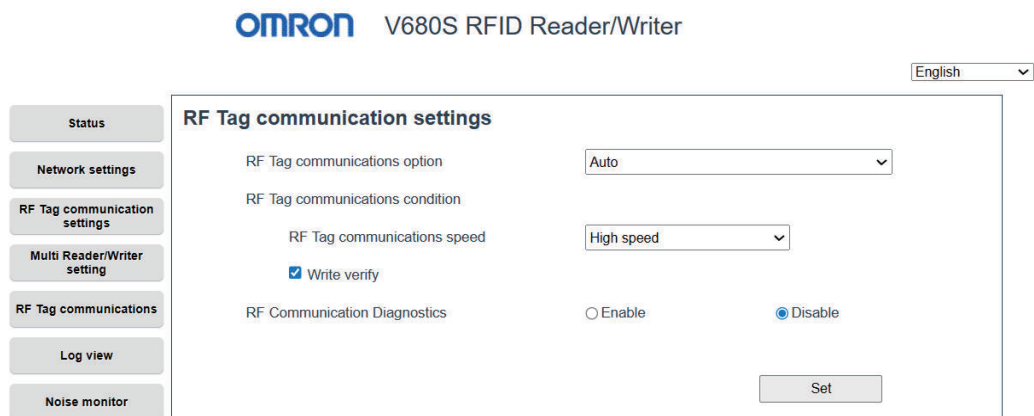 OMRON V680S RFID Reader/Writer
English
Status
Network settings
RF Tag communication
settings
Multi Reader/Writer
setting
RF Tag communications
Log view
Noise monitor
RF Tag communication settings
RF Tag communications option Auto
RF Tag communications condition
RF Tag communications speed High speed
Write verify
RF Communication Diagnostics Enable Disable
Set